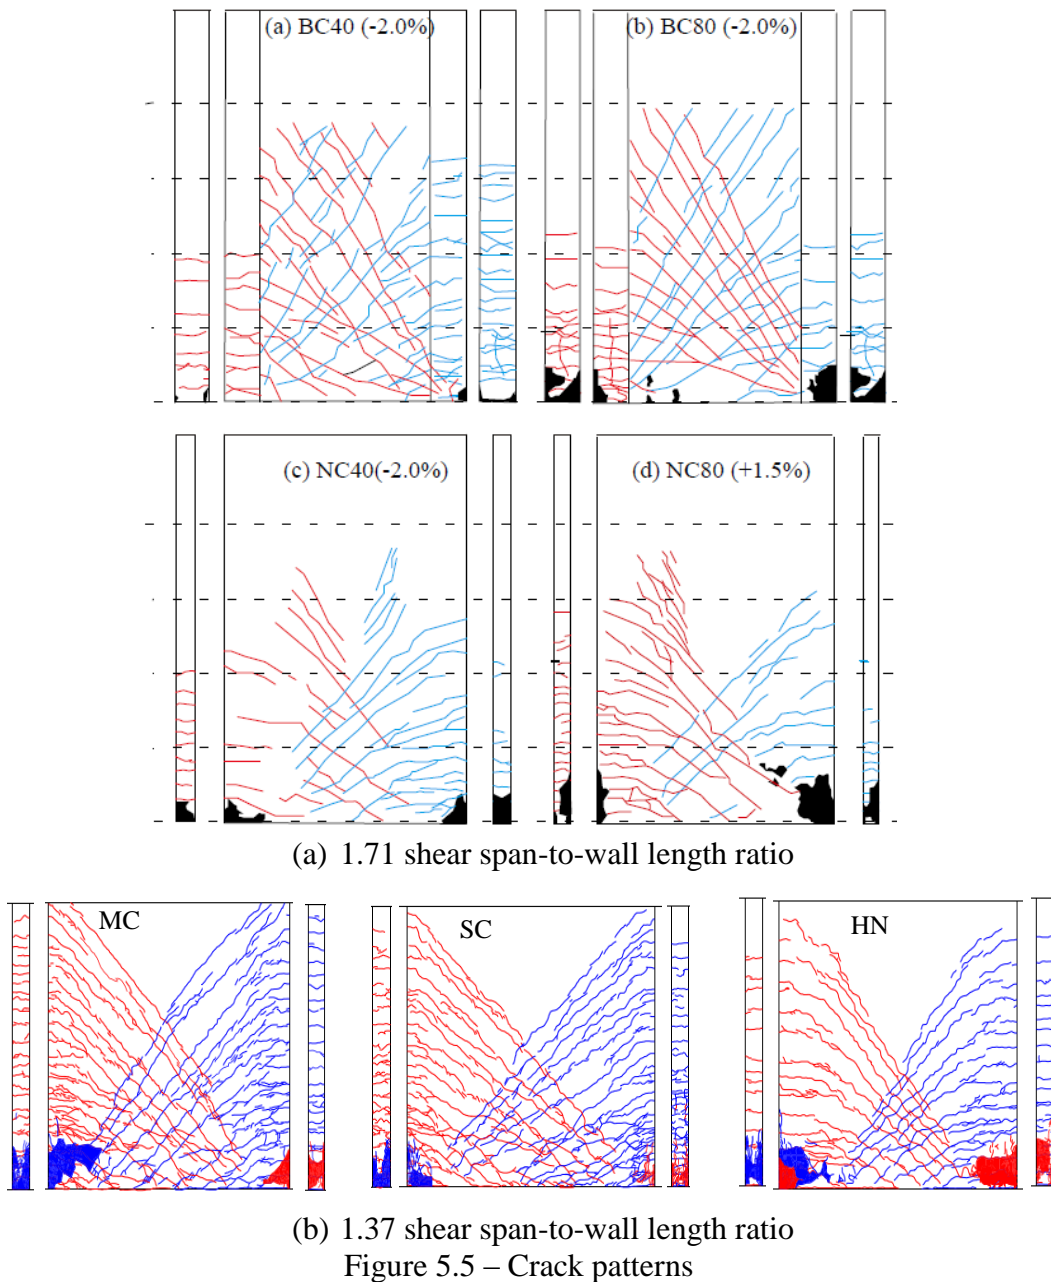 (a) BC40 (-2.0%)
(b) BC80 (-2.0%)
(c) NC40(-2.0%)
(d) NC80 (+1.5%)
(a) 1.71 shear span-to-wall length ratio
MC
SC
HN
(b) 1.37 shear span-to-wall length ratio
Figure 5.5 – Crack patterns